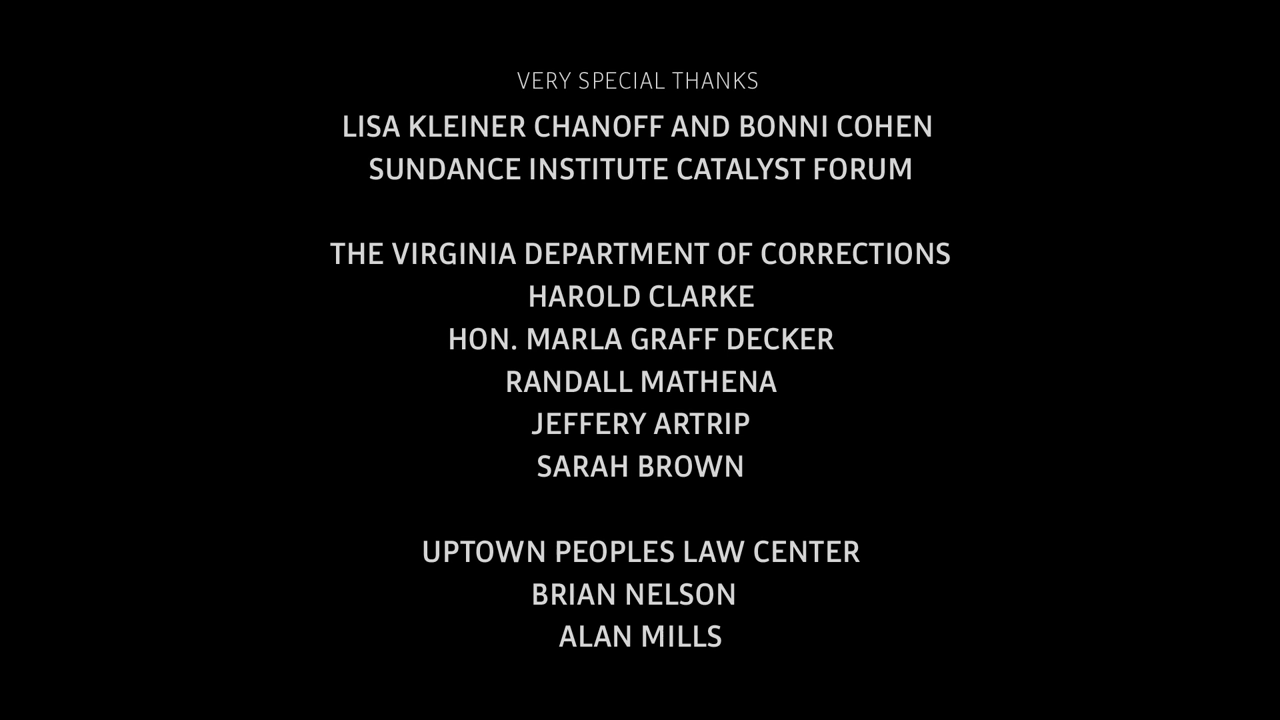 VERY SPECIAL THANKS
LISA KLEINER CHANOFF AND BONNI COHEN
SUNDANCE INSTITUTE CATALYST FORUM
THE VIRGINIA DEPARTMENT OF CORRECTIONS
HAROLD CLARKE
HON. MARLA GRAFF DECKER
RANDALL MATHENA
JEFFERY ARTRIP
SARAH BROWN
UPTOWN PEOPLES LAW CENTER
BRIAN NELSON
ALAN MILLS